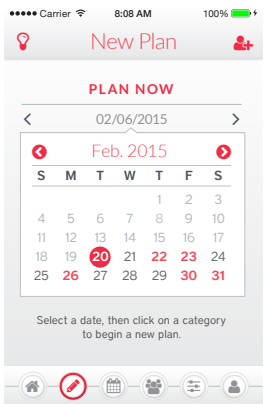 Carrier 8:08 AM 100%
New Plan
PLAN NOW
02/06/2015
Feb. 2015
S M T W T F S
1 2 3
4 5 6 7 8 9 10
11 12 13 14 15 16 17
18 19 20 21 22 23 24
25 26 27 28 29 30 31
Select a date, then click on a category
to begin a new plan.